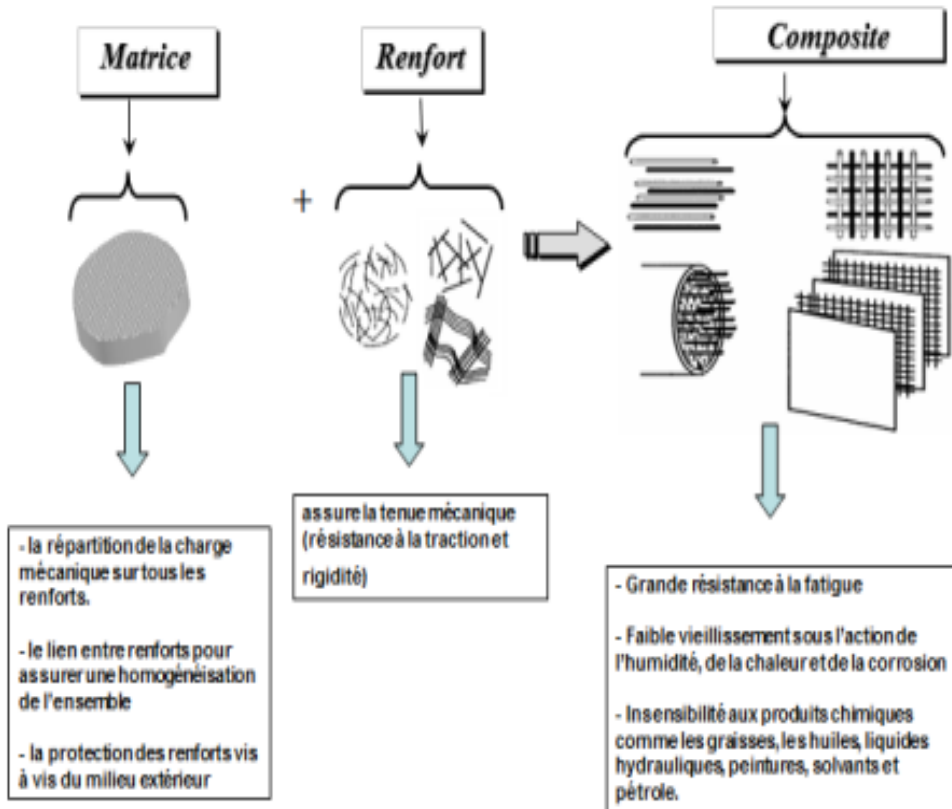 Matrice
Renfort
Composite
+
- la répartition de la charge
mécanique sur tous les
renforts.
- le lien entre renforts pour
assurer une homogénéisation
de l'ensemble
- la protection des renforts vis
à vis du milieu extérieur
assure la tenue mécanique
(résistance à la traction et
rigidité)
- Grande résistance à la fatigue
- Faible vieillissement sous l'action de
l'humidité, de la chaleur et de la corrosion
- Insensibilité aux produits chimiques
comme les graisses, les huiles, liquides
hydrauliques, peintures, solvants et
pétrole.